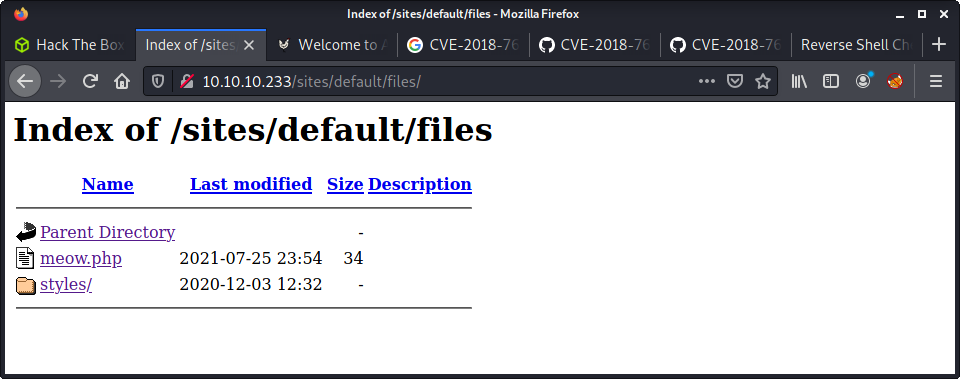 Index of /sites/default/files - Mozilla Firefox
Hack The Box Index of /sites Welcome to A CVE-2018-76 CVE-2018-76 CVE-2018-76 Reverse Shell Che
10.10.10.233/sites/default/files/
Index of /sites/default/files
Name Last modified Size Description
Parent Directory -
meow.php 2021-07-25 23:54 34
styles/ 2020-12-03 12:32 -